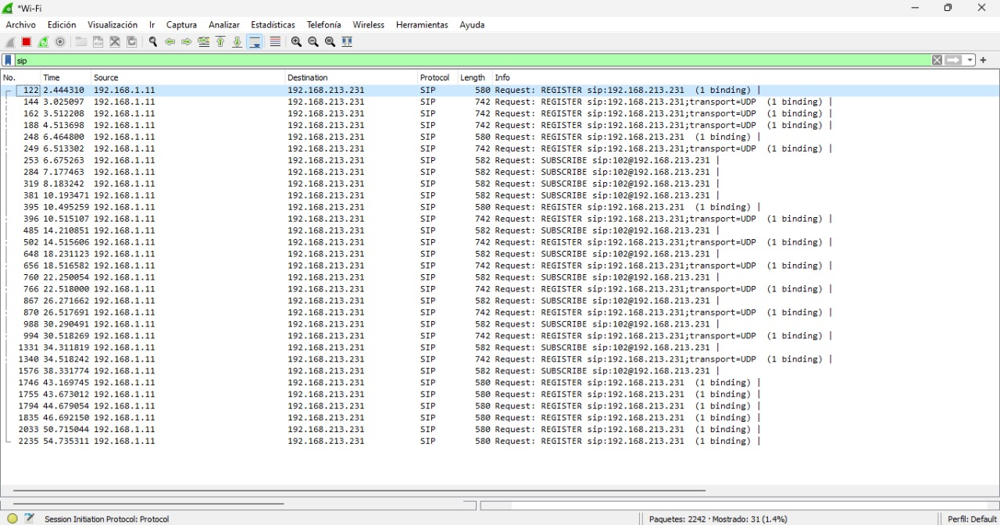 *Wi-Fi
Archivo Edición Visualización Ir Captura Analizar Estadísticas Telefonía Wireless Herramientas Ayuda
sip
No. Time Source Destination Protocol Length Info
122 2.444310 192.168.1.11 192.168.213.231 SIP 580 Request: REGISTER sip:192.168.213.231 (1 binding) |
144 3.025097 192.168.1.11 192.168.213.231 SIP 742 Request: REGISTER sip:192.168.213.231;transport=UDP (1 binding) |
162 3.512208 192.168.1.11 192.168.213.231 SIP 742 Request: REGISTER sip:192.168.213.231;transport=UDP (1 binding) |
188 4.513698 192.168.1.11 192.168.213.231 SIP 742 Request: REGISTER sip:192.168.213.231;transport=UDP (1 binding) |
248 6.464800 192.168.1.11 192.168.213.231 SIP 580 Request: REGISTER sip:192.168.213.231 (1 binding) |
249 6.513302 192.168.1.11 192.168.213.231 SIP 742 Request: REGISTER sip:192.168.213.231;transport=UDP (1 binding) |
253 6.675263 192.168.1.11 192.168.213.231 SIP 582 Request: SUBSCRIBE sip:102@192.168.213.231 |
284 7.177463 192.168.1.11 192.168.213.231 SIP 582 Request: SUBSCRIBE sip:102@192.168.213.231 |
319 8.183242 192.168.1.11 192.168.213.231 SIP 582 Request: SUBSCRIBE sip:102@192.168.213.231 |
381 10.193471 192.168.1.11 192.168.213.231 SIP 582 Request: SUBSCRIBE sip:102@192.168.213.231 |
395 10.495259 192.168.1.11 192.168.213.231 SIP 580 Request: REGISTER sip:192.168.213.231 (1 binding) |
396 10.515107 192.168.1.11 192.168.213.231 SIP 742 Request: REGISTER sip:192.168.213.231;transport=UDP (1 binding) |
485 14.210851 192.168.1.11 192.168.213.231 SIP 582 Request: SUBSCRIBE sip:102@192.168.213.231 |
502 14.515606 192.168.1.11 192.168.213.231 SIP 742 Request: REGISTER sip:192.168.213.231;transport=UDP (1 binding) |
648 18.231123 192.168.1.11 192.168.213.231 SIP 582 Request: SUBSCRIBE sip:102@192.168.213.231 |
656 18.516582 192.168.1.11 192.168.213.231 SIP 742 Request: REGISTER sip:192.168.213.231;transport=UDP (1 binding) |
760 22.250054 192.168.1.11 192.168.213.231 SIP 582 Request: SUBSCRIBE sip:102@192.168.213.231 |
766 22.518000 192.168.1.11 192.168.213.231 SIP 742 Request: REGISTER sip:192.168.213.231;transport=UDP (1 binding) |
867 26.271662 192.168.1.11 192.168.213.231 SIP 582 Request: SUBSCRIBE sip:102@192.168.213.231 |
870 26.517691 192.168.1.11 192.168.213.231 SIP 742 Request: REGISTER sip:192.168.213.231;transport=UDP (1 binding) |
988 30.290491 192.168.1.11 192.168.213.231 SIP 582 Request: SUBSCRIBE sip:102@192.168.213.231 |
994 30.518269 192.168.1.11 192.168.213.231 SIP 742 Request: REGISTER sip:192.168.213.231;transport=UDP (1 binding) |
1331 34.311819 192.168.1.11 192.168.213.231 SIP 582 Request: SUBSCRIBE sip:102@192.168.213.231 |
1340 34.518242 192.168.1.11 192.168.213.231 SIP 742 Request: REGISTER sip:192.168.213.231;transport=UDP (1 binding) |
1576 38.331774 192.168.1.11 192.168.213.231 SIP 582 Request: SUBSCRIBE sip:102@192.168.213.231 |
1746 43.169745 192.168.1.11 192.168.213.231 SIP 580 Request: REGISTER sip:192.168.213.231 (1 binding) |
1755 43.673012 192.168.1.11 192.168.213.231 SIP 580 Request: REGISTER sip:192.168.213.231 (1 binding) |
1794 44.679054 192.168.1.11 192.168.213.231 SIP 580 Request: REGISTER sip:192.168.213.231 (1 binding) |
1835 46.692150 192.168.1.11 192.168.213.231 SIP 580 Request: REGISTER sip:192.168.213.231 (1 binding) |
2033 50.715044 192.168.1.11 192.168.213.231 SIP 580 Request: REGISTER sip:192.168.213.231 (1 binding) |
2235 54.735311 192.168.1.11 192.168.213.231 SIP 580 Request: REGISTER sip:192.168.213.231 (1 binding) |
Session Initiation Protocol: Protocol Paquetes: 2242 · Mostrado: 31 (1.4%) Perfil: Default